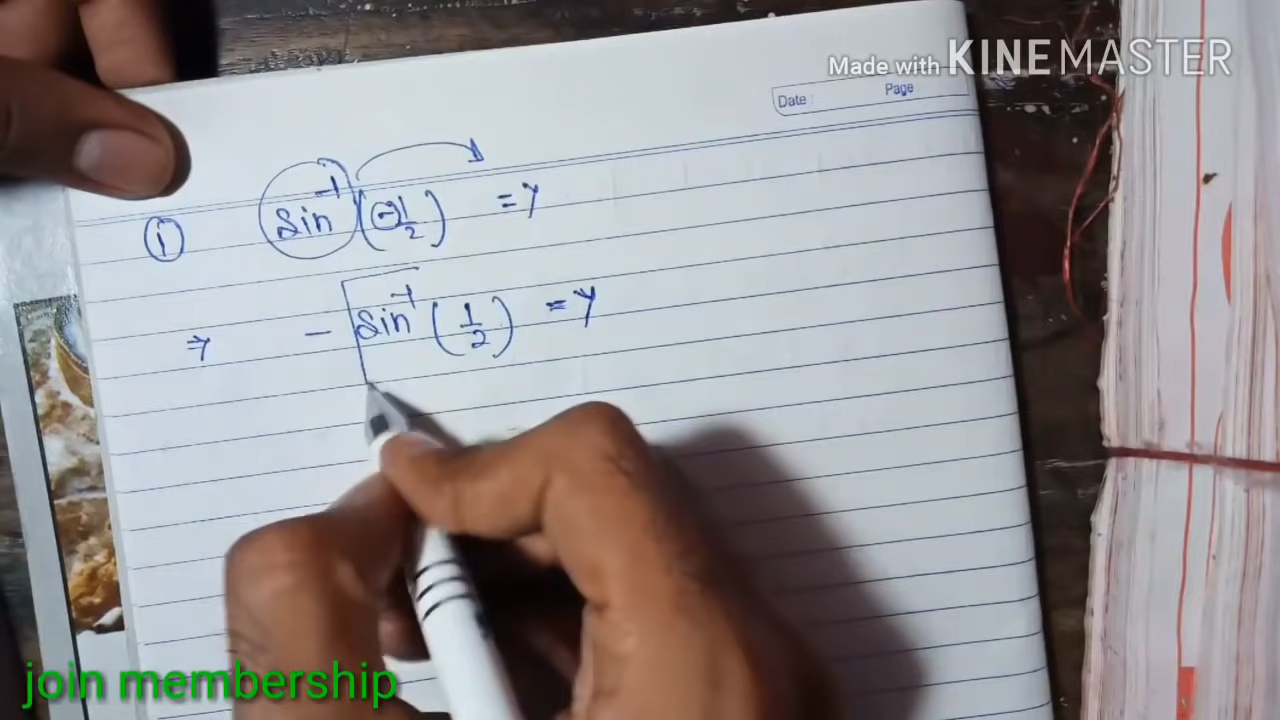 Made with KINEMASTER
Date : Page
i sin⁻¹ (-1/2) = y
⇒ - sin⁻¹ (1/2) = y
join membership